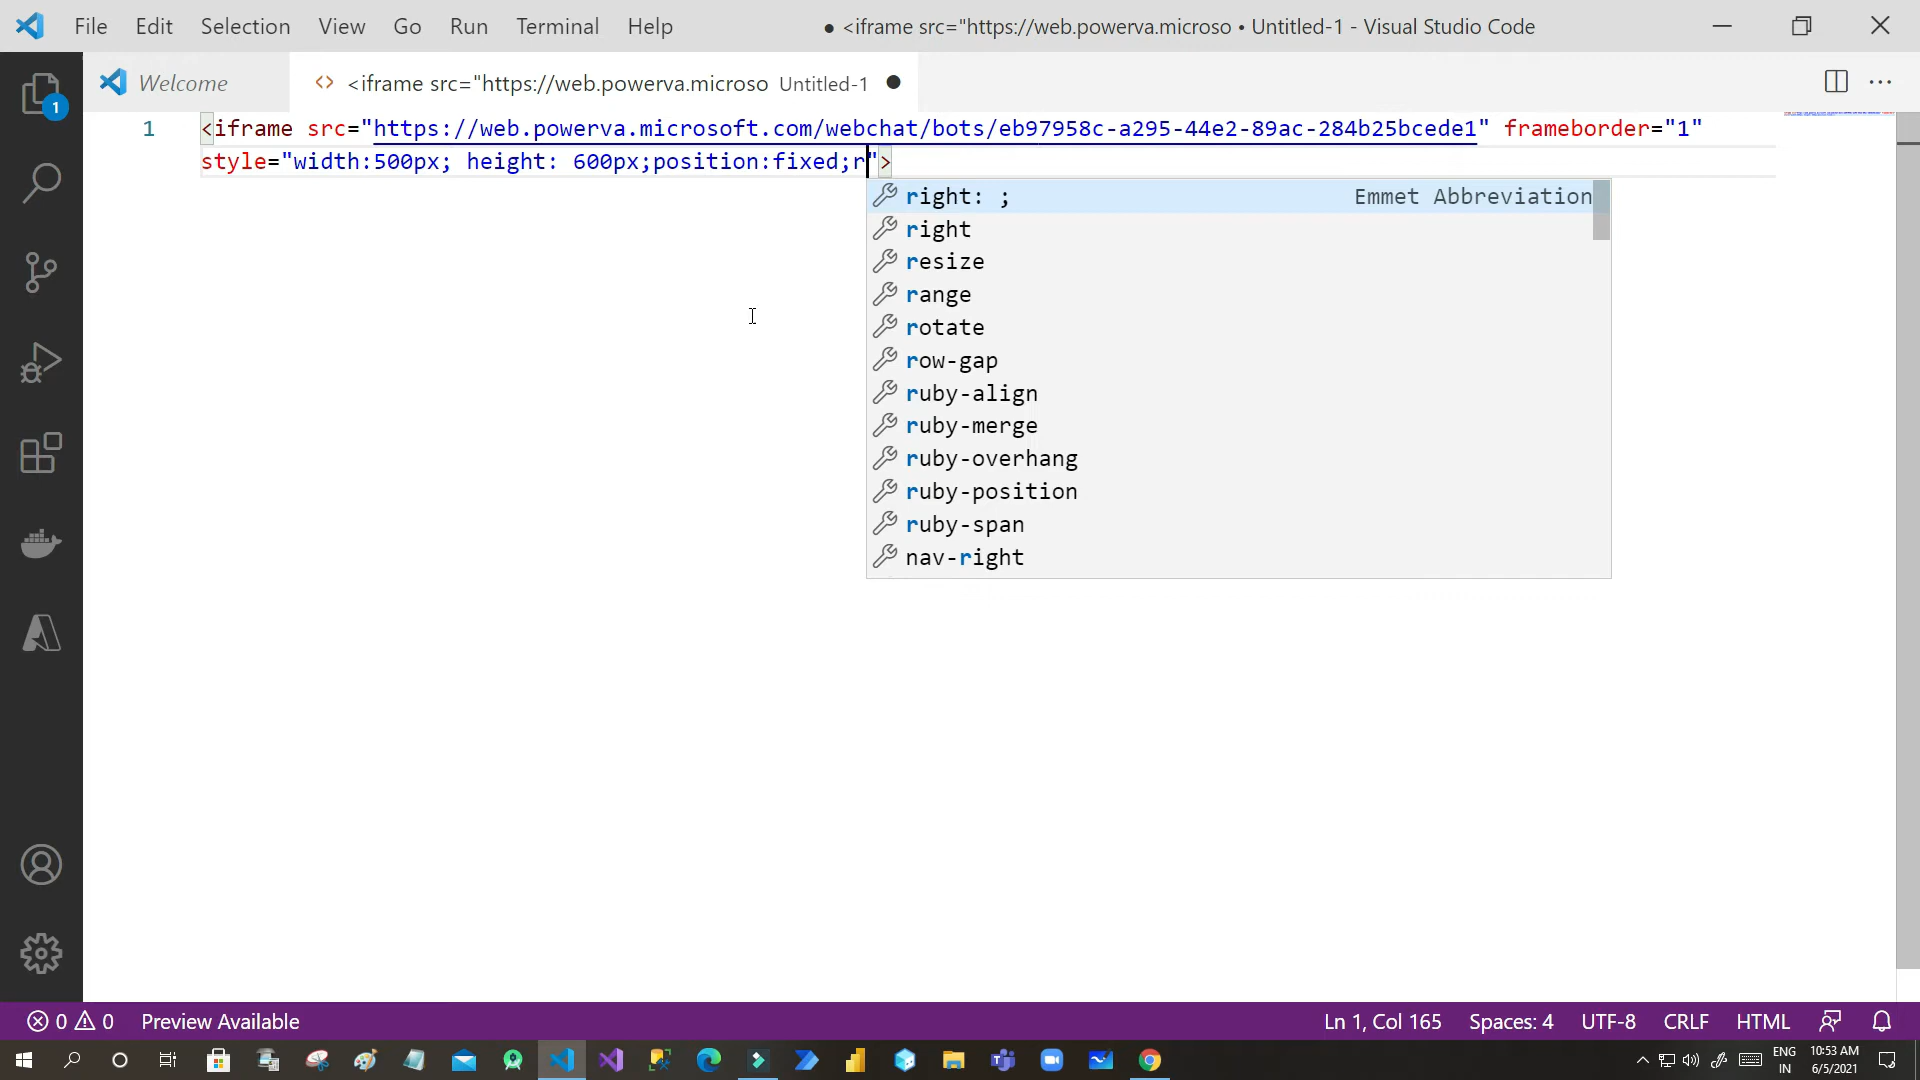 File Edit Selection View Go Run Terminal Help ● <iframe src="https://web.powerva.microso • Untitled-1 - Visual Studio Code
Welcome <> <iframe src="https://web.powerva.microso Untitled-1 ●
1
1 <iframe src="https://web.powerva.microsoft.com/webchat/bots/eb97958c-a295-44e2-89ac-284b25bcede1" frameborder="1"
style="width:500px; height: 600px;position:fixed;r">
right: ; Emmet Abbreviation
right
resize
range
rotate
row-gap
ruby-align
ruby-merge
ruby-overhang
ruby-position
ruby-span
nav-right
0 0 Preview Available Ln 1, Col 165 Spaces: 4 UTF-8 CRLF HTML
ENG 10:53 AM
IN 6/5/2021